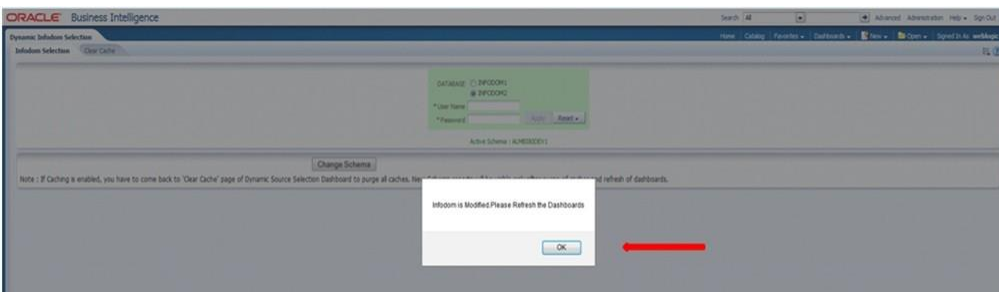 ORACLE Business Intelligence
Search All Advanced Administration Help Sign Out
Dynamic Infodom Selection
Home Catalog Favorites Dashboards New Open Signed In As weblogic
Infodom Selection Clear Cache
DATABASE INFODOM1
INFODOM2
*User Name
*Password
Apply Reset
Active Schema :
Change Schema
Note : If Caching is enabled, you have to come back to 'Clear Cache' page of Dynamic Source Selection Dashboard to purge all caches. refresh of dashboards.
Infodom is Modified.Please Refresh the Dashboards
OK